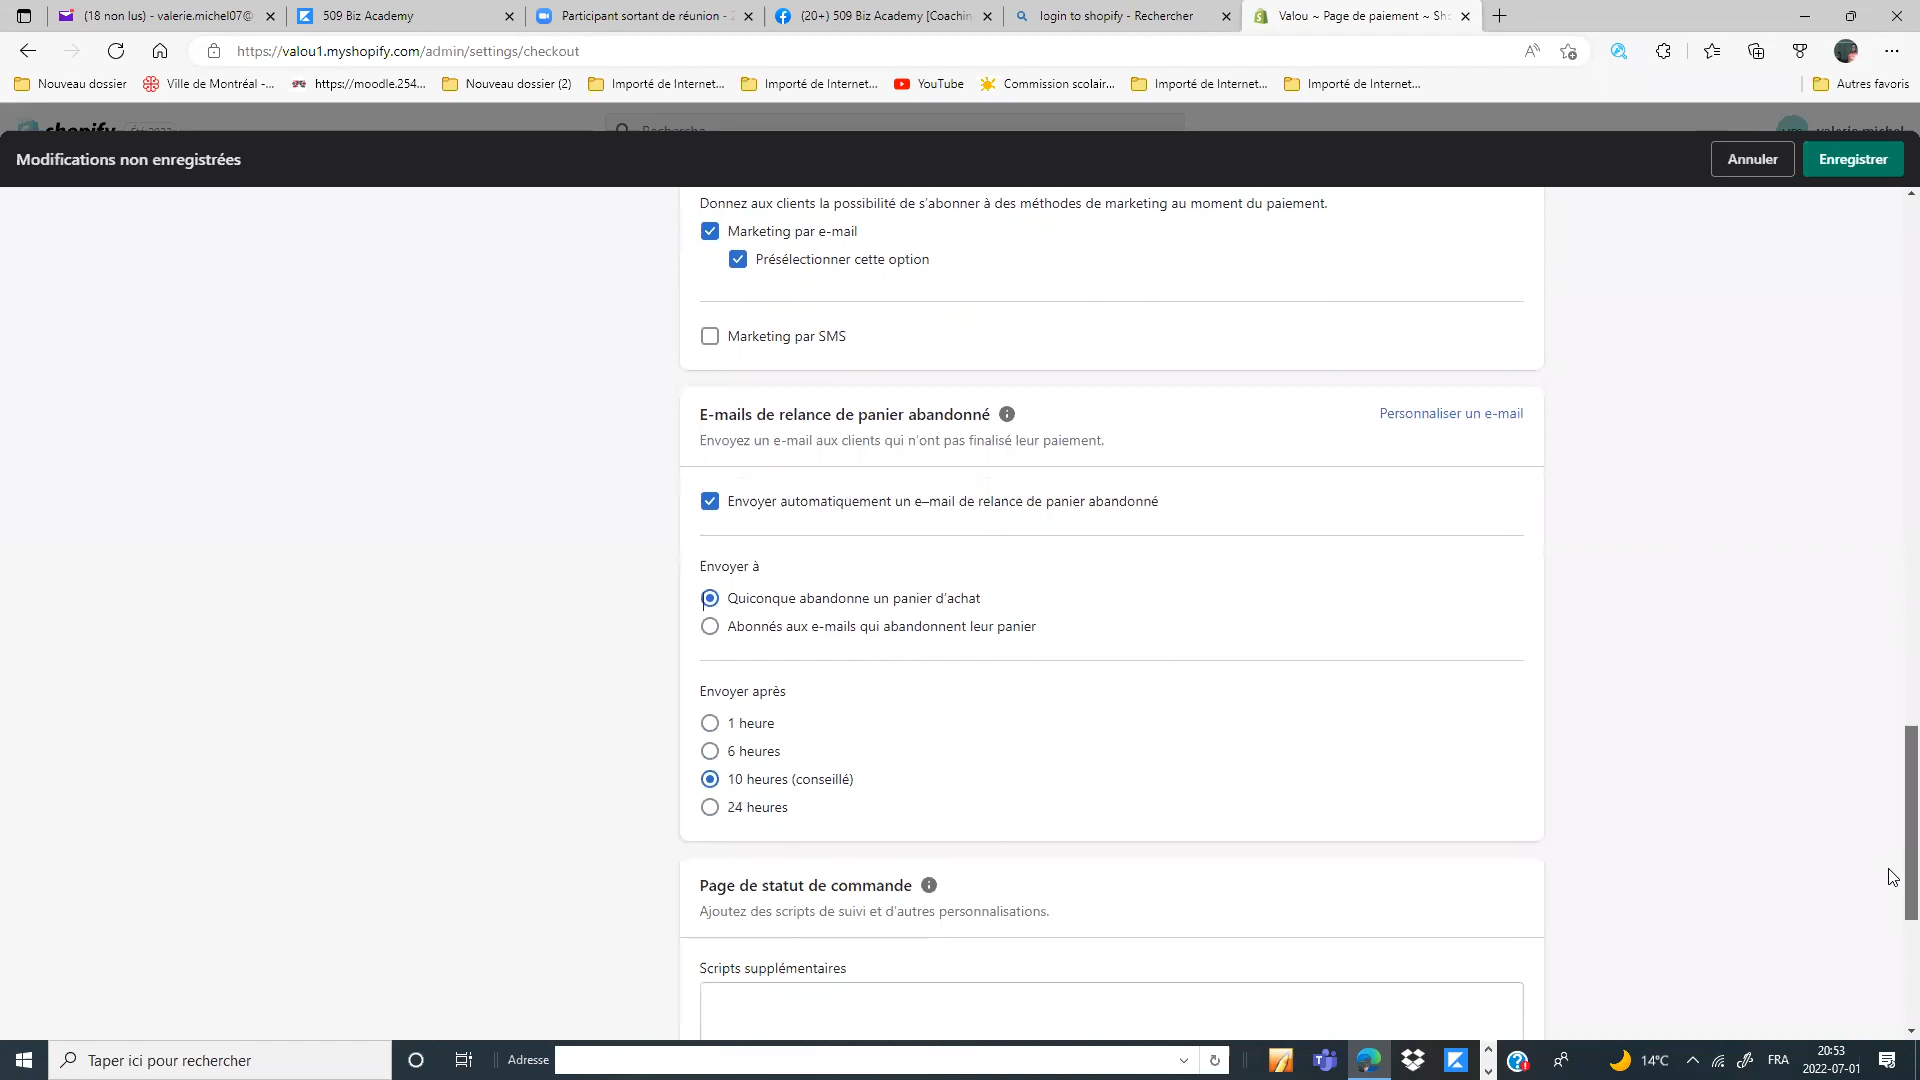 (18 non lus) - valerie.michel07@
509 Biz Academy
Participant sortant de réunion -
(20+) 509 Biz Academy [Coachin
login to shopify - Rechercher
Valou ~ Page de paiement ~ Sh
https://valou1.myshopify.com/admin/settings/checkout
Nouveau dossier
Ville de Montréal -...
https://moodle.254...
Nouveau dossier (2)
Importé de Internet...
Importé de Internet...
YouTube
Commission scolair...
Importé de Internet...
Importé de Internet...
Autres favoris
shopify
Recherche
valerie michel
Modifications non enregistrées
Annuler
Enregistrer
Donnez aux clients la possibilité de s'abonner à des méthodes de marketing au moment du paiement.
Marketing par e-mail
Présélectionner cette option
Marketing par SMS
E-mails de relance de panier abandonné
Personnaliser un e-mail
Envoyez un e-mail aux clients qui n'ont pas finalisé leur paiement.
Envoyer automatiquement un e–mail de relance de panier abandonné
Envoyer à
Quiconque abandonne un panier d'achat
Abonnés aux e-mails qui abandonnent leur panier
Envoyer après
1 heure
6 heures
10 heures (conseillé)
24 heures
Page de statut de commande
Ajoutez des scripts de suivi et d'autres personnalisations.
Scripts supplémentaires
Taper ici pour rechercher
Adresse
14°C
FRA
20:53
2022-07-01